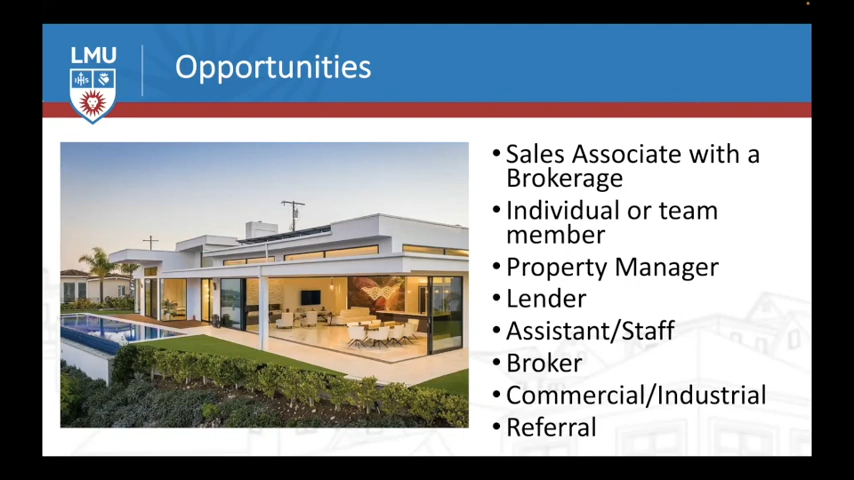 LMU
Opportunities
IHS
• Sales Associate with a
Brokerage
• Individual or team
member
• Property Manager
• Lender
• Assistant/Staff
• Broker
• Commercial/Industrial
• Referral